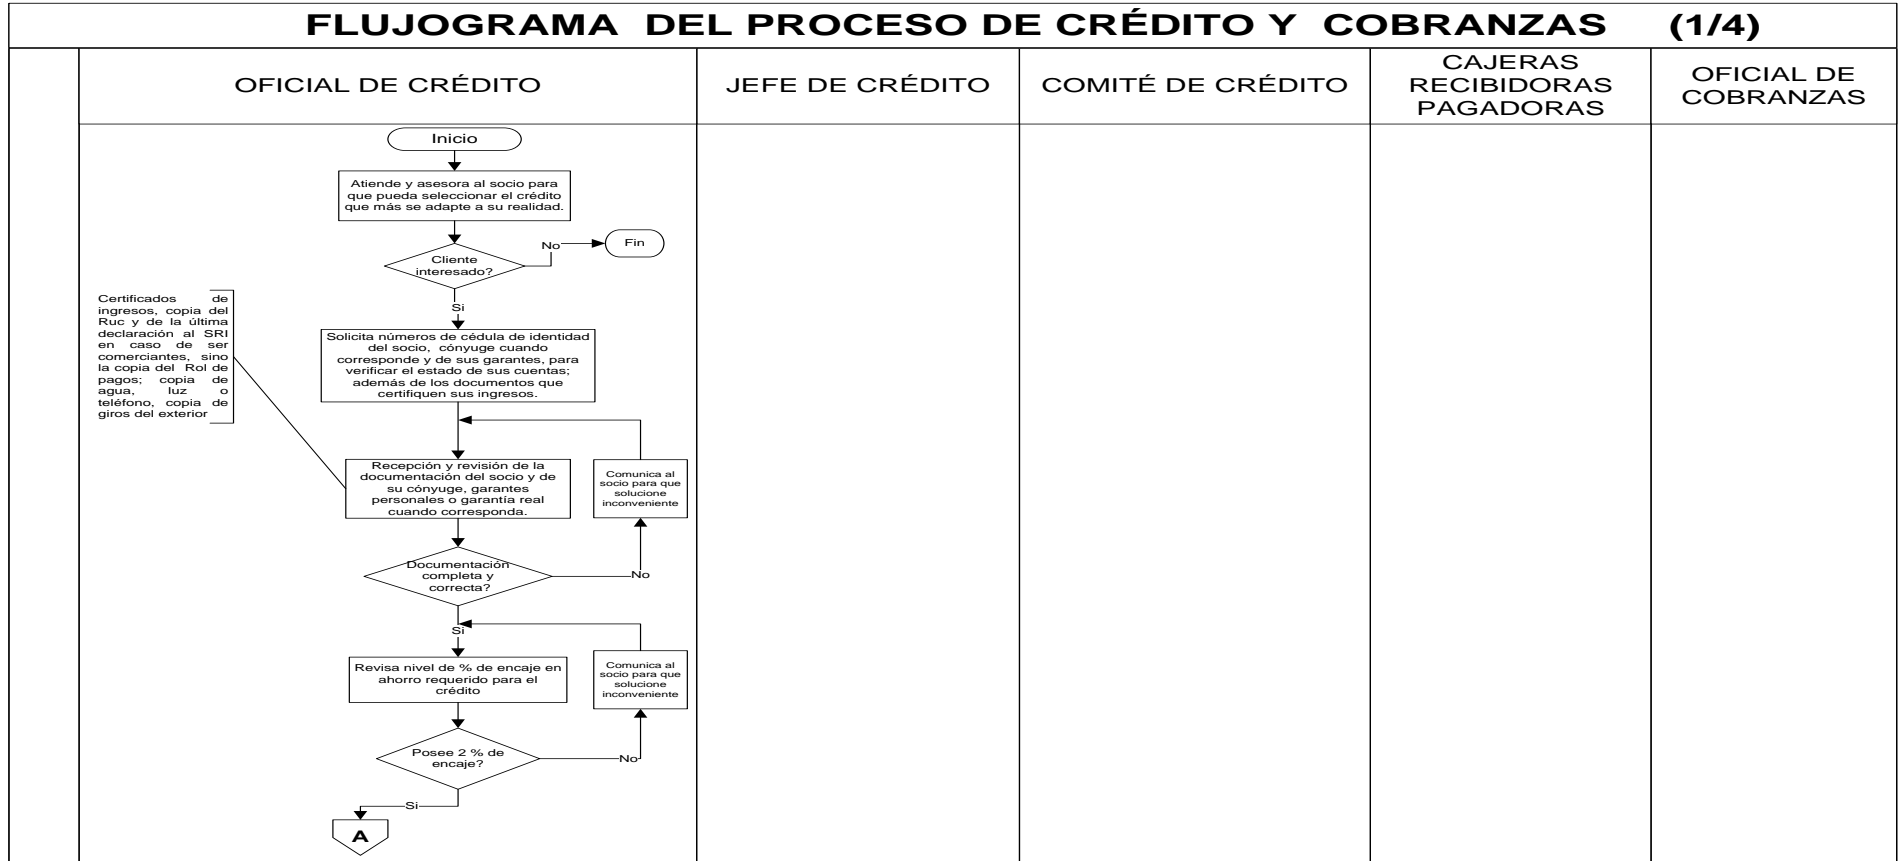 FLUJOGRAMA DEL PROCESO DE CRÉDITO Y COBRANZAS (1/4)
OFICIAL DE CRÉDITO
JEFE DE CRÉDITO
COMITÉ DE CRÉDITO
CAJERAS
RECIBIDORAS
PAGADORAS
OFICIAL DE
COBRANZAS
Inicio
Atiende y asesora al socio para
que pueda seleccionar el crédito
que más se adapte a su realidad.
Cliente
interesado?
No
Fin
Si
Solicita números de cédula de identidad
del socio, cónyuge cuando
corresponde y de sus garantes, para
verificar el estado de sus cuentas;
además de los documentos que
certifiquen sus ingresos.
Certificados de
ingresos, copia del
Ruc y de la última
declaración al SRI
en caso de ser
comerciantes, sino
la copia del Rol de
pagos; copia de
agua, luz o
teléfono, copia de
giros del exterior
Recepción y revisión de la
documentación del socio y de
su cónyuge, garantes
personales o garantía real
cuando corresponda.
Comunica al
socio para que
solucione
inconveniente
Documentación
completa y
correcta?
No
Si
Revisa nivel de % de encaje en
ahorro requerido para el
crédito
Comunica al
socio para que
solucione
inconveniente
Posee 2 % de
encaje?
No
Si
A